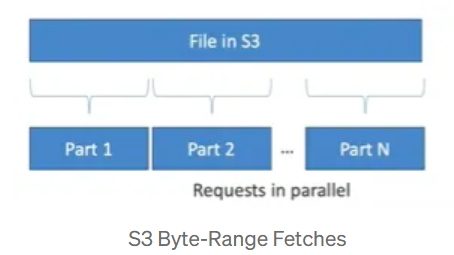 File in S3
Part 1 Part 2 ... Part N
Requests in parallel
S3 Byte-Range Fetches